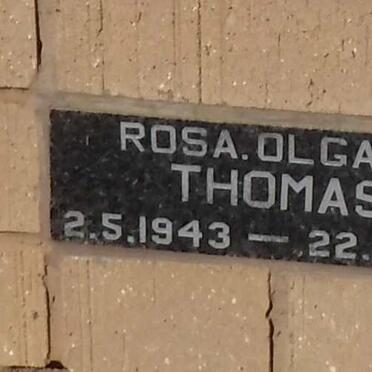 ROSA. OLGA
THOMAS
2.5.1943 — 22.